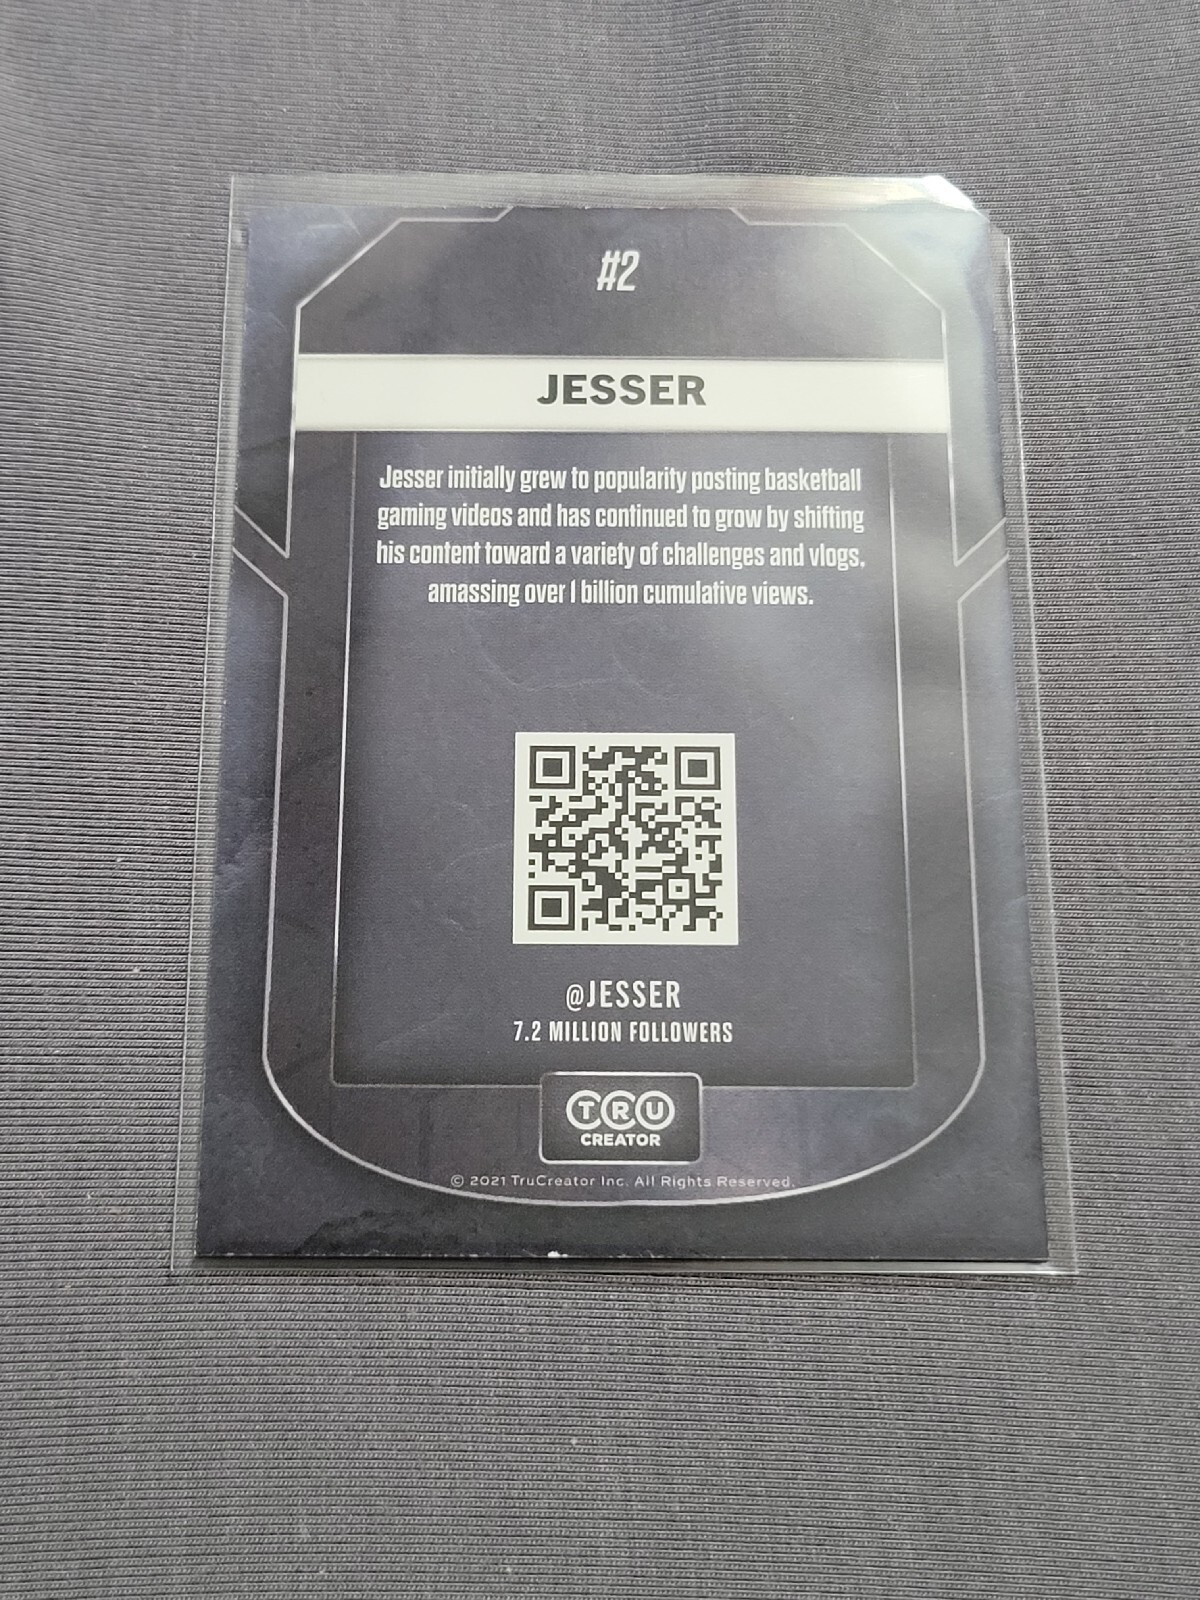 #2
JESSER
Jesser initially grew to popularity posting basketball
gaming videos and has continued to grow by shifting
his content toward a variety of challenges and vlogs,
amassing over 1 billion cumulative views.
@JESSER
7.2 MILLION FOLLOWERS
TRU
CREATOR
© 2021 TruCreator Inc. All Rights Reserved.